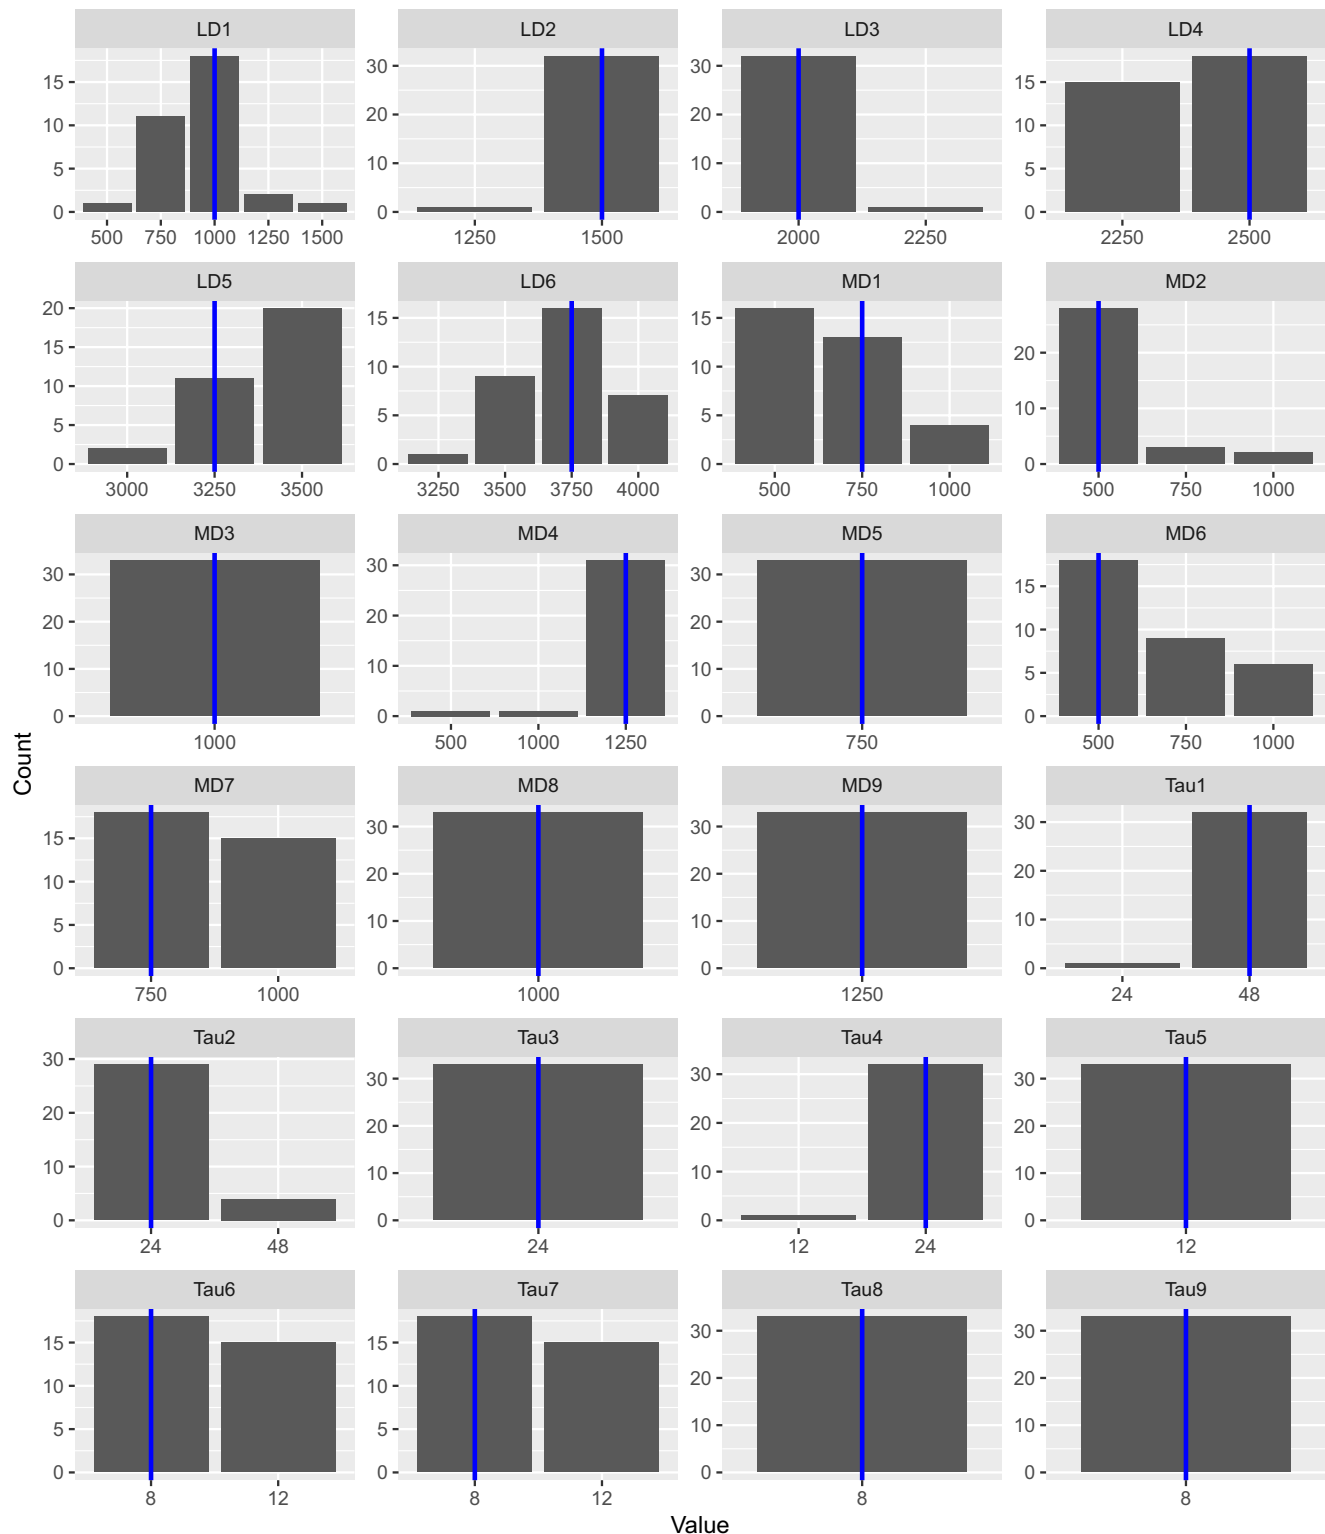 LD1 LD2 LD3 LD4
15 10 5 0 30 20 10 0 30 20 10 0 15 10 5 0
500 750 1000 1250 1500 1250 1500 2000 2250 2250 2500
LD5 LD6 MD1 MD2
20 15 10 5 0 15 10 5 0 15 10 5 0 20 10 0
3000 3250 3500 3250 3500 3750 4000 500 750 1000 500 750 1000
MD3 MD4 MD5 MD6
30 20 10 0 30 20 10 0 30 20 10 0 15 10 5 0
1000 500 1000 1250 750 500 750 1000
Count
MD7 MD8 MD9 Tau1
15 10 5 0 30 20 10 0 30 20 10 0 30 20 10 0
750 1000 1000 1250 24 48
Tau2 Tau3 Tau4 Tau5
30 20 10 0 30 20 10 0 30 20 10 0 30 20 10 0
24 48 24 12 24 12
Tau6 Tau7 Tau8 Tau9
15 10 5 0 15 10 5 0 30 20 10 0 30 20 10 0
8 12 8 12 8 8
Value